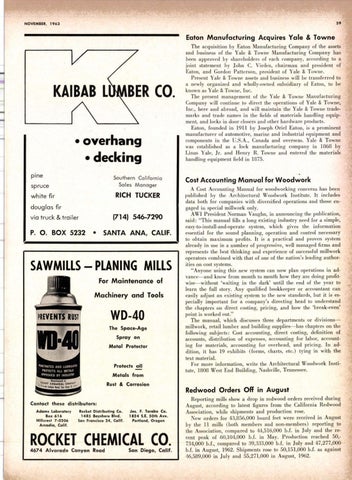 NOVEMBER, 1963
39
K
KAIBAB LUMBER CO.
• overhang
• decking
pine
spruce
white fir
douglas fir
via truck & trailer
Southern California
Sales Manager
RICH TUCKER
(714) 546-7290
P. O. BOX 5232 • SANTA ANA, CALIF.
SAWMILLS — PLANING MILLS
For Maintenance of
Machinery and Tools
WD-40
The Space-Age
Spray on
Metal Protector
Protects all
Metals from
Rust & Corrosion
PREVENTS RUST
WD-40
Contact these distributors:
Adams Laboratory
Box 615
Millwood
Oregon
Rocket Distributing Co.
1485 Bayshore Blvd.
San Francisco 24, Calif.
Jas. F. Teneke Co.
1824 S.E. 50th Ave.
Portland, Oregon
ROCKET CHEMICAL CO.
4674 Alvarado Canyon Road San Diego, Calif.
Eaton Manufacturing Acquires Yale & Towne
The acquisition by Eaton Manufacturing Company of the assets
and business of the Yale & Towne Manufacturing Company has
been approved by shareholders of each company, according to a
joint statement by John C. Virden, chairman and president of
Eaton, and Gordon Patterson, president of Yale & Towne.
Present Yale & Towne assets and business will be transferred to
a newly organized and wholly-owned subsidiary of Eaton, to be
known as Yale & Towne, Inc.
The present management of the Yale & Towne Manufacturing
Company will continue to direct the operations of Yale & Towne,
Inc., here and abroad, and will maintain the Yale & Towne trade-
marks and trade names in the fields of materials handling equip-
ment, and locks in door closers and other hardware products.
Eaton, founded in 1911 by Joseph Oriel Eaton, is a prominent
manufacturer of automotive, marine and industrial equipment and
components in the U.S.A., Canada and overseas. Yale & Towne
was established as a lock manufacturing company in 1868 by
Linus Yale, Jr. and Henry R. Towne and entered the materials
handling equipment field in 1875.
Cost Accounting Manual for Woodwork
A Cost Accounting Manual for woodworking concerns has been
published by the Architectural Woodwork Institute. It includes
data both for companies with diversified operations and those en-
gaged in special millwork only.
AWI President Norman Vaughn, in announcing the publication,
said: "This manual fills a long existing industry need for a simple,
easy-to-install-and-operate system, which gives the information
essential for the sound planning, operation and control necessary
to obtain maximum profits. It is a practical and proven system
already in use in a number of progressive, well managed firms and
represents the best thinking and experience of successful millwork
operators combined with that of one of the nation's leading author-
ities on cost systems.
"Anyone using this new system can now plan operations in ad-
vance—and know from month to month how they are doing profit-
wise—without 'waiting in the dark' until the end of the year to
learn the full story. Any qualified bookkeeper or accountant can
easily adjust an existing system to the new standards, but it is es-
pecially important for a company's directing head to understand
the chapters on direct costing, pricing, and how the 'break-even'
point is worked out."
The manual, which discusses three departments or divisions—
millwork, retail lumber and building supplies—has chapters on the
following subjects: Cost accounting, direct costing, definition of
accounts, distribution of expenses, accounting for labor, account-
ing for materials, accounting for overhead, and pricing. In ad-
dition, it has 19 exhibits (forms, charts, etc.) tying in with the
text material.
For more information, write the Architectural Woodwork Insti-
tute, 1808 West End Building, Nashville, Tennessee.
Redwood Orders Off in August
Reporting mills show a drop in redwood orders received during
August, according to latest figures from the California Redwood
Association, while shipments and production rose.
New orders for 43,250,000 board feet were received in August
by the 11 mills (both members and non-members) reporting to
the Association, compared to 45,516,000 b.f. in July and the re-
cent peak of 60,104,000 b.f. in May. Production reached 50,-
754,000 b.f., compared to 39,533,000 b.f. in July and 47,277,000
b.f. in August, 1962. Shipments rose to 50,151,000 b.f. as against
46,589,000 in July and 50,271,000 in August, 1962.